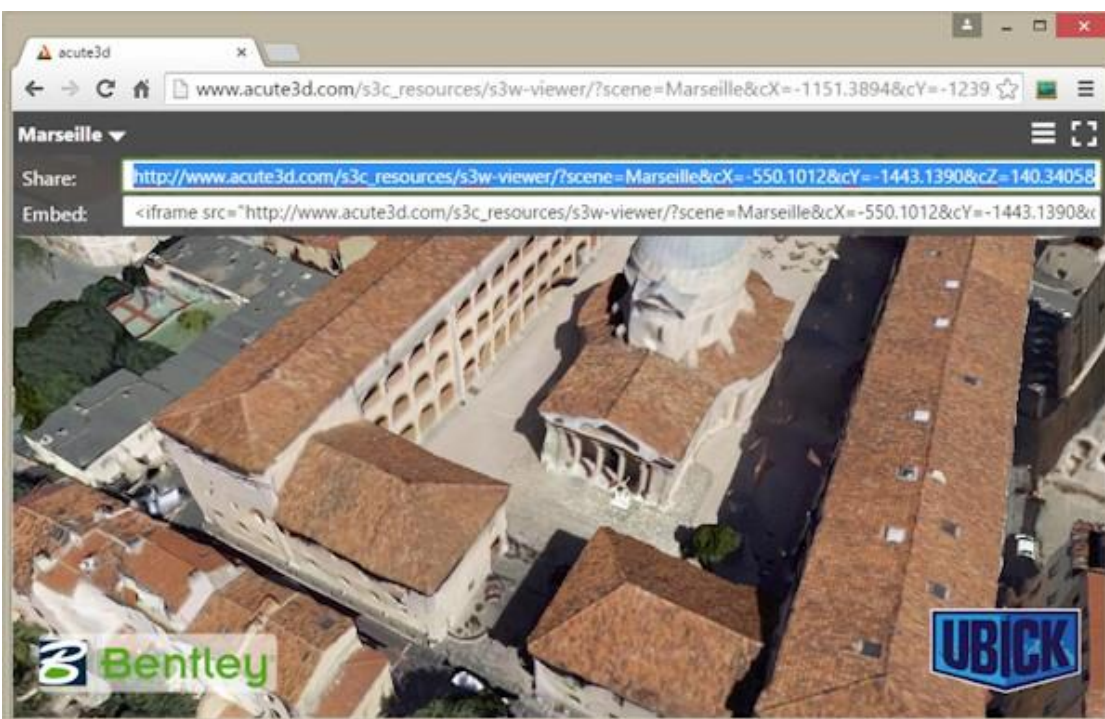 acute3d
www.acute3d.com/s3c_resources/s3w-viewer/?scene=Marseille&cX=-1151.3894&cY=-1239
Marseille
Share: http://www.acute3d.com/s3c_resources/s3w-viewer/?scene=Marseille&cX=-550.1012&cY=-1443.1390&cZ=140.3405&
Embed: <iframe src="http://www.acute3d.com/s3c_resources/s3w-viewer/?scene=Marseille&cX=-550.1012&cY=-1443.1390&c
Bentley
UBICK